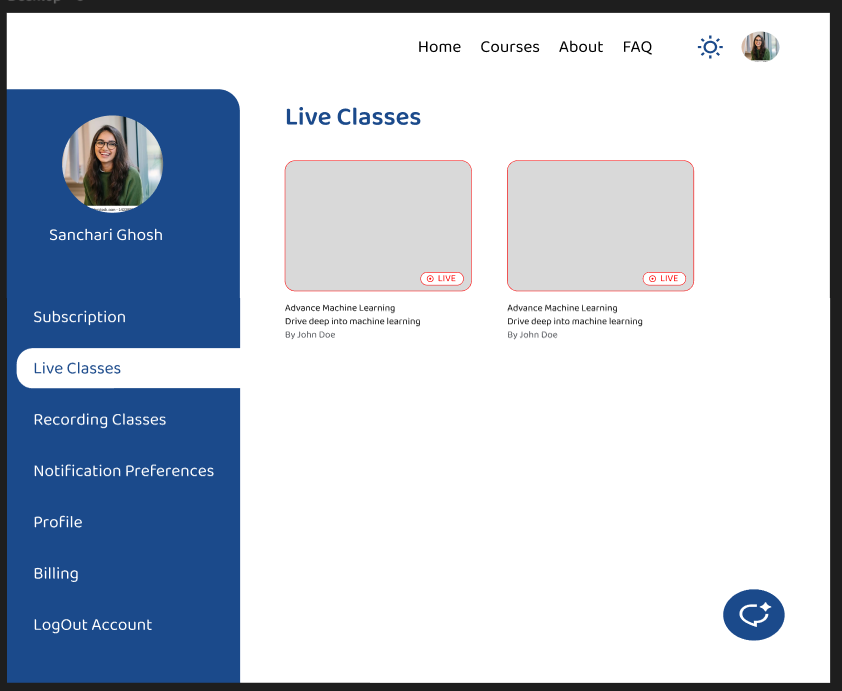 Home Courses About FAQ
Live Classes
Sanchari Ghosh
LIVE
LIVE
Advance Machine Learning
Drive deep into machine learning
By John Doe
Advance Machine Learning
Drive deep into machine learning
By John Doe
Subscription
Live Classes
Recording Classes
Notification Preferences
Profile
Billing
LogOut Account